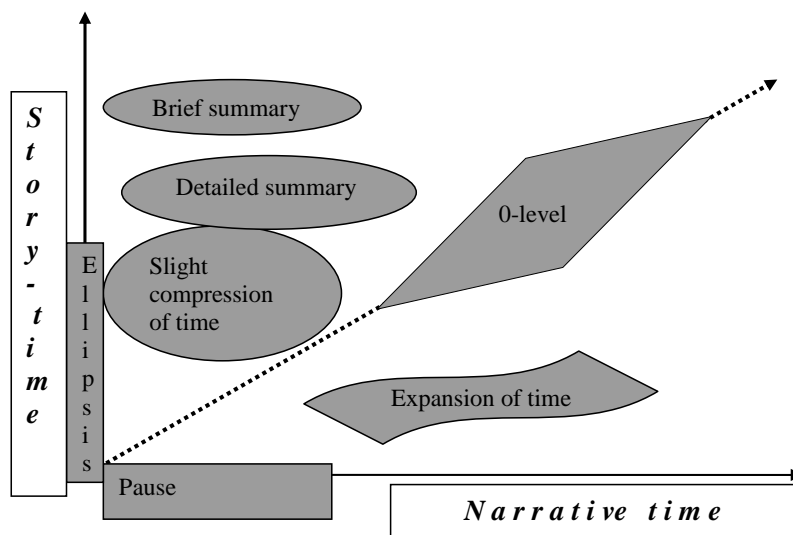 Story-time
Brief summary
Detailed summary
0-level
Ellipsis
Slight
compression
of time
Expansion of time
Pause
Narrative time